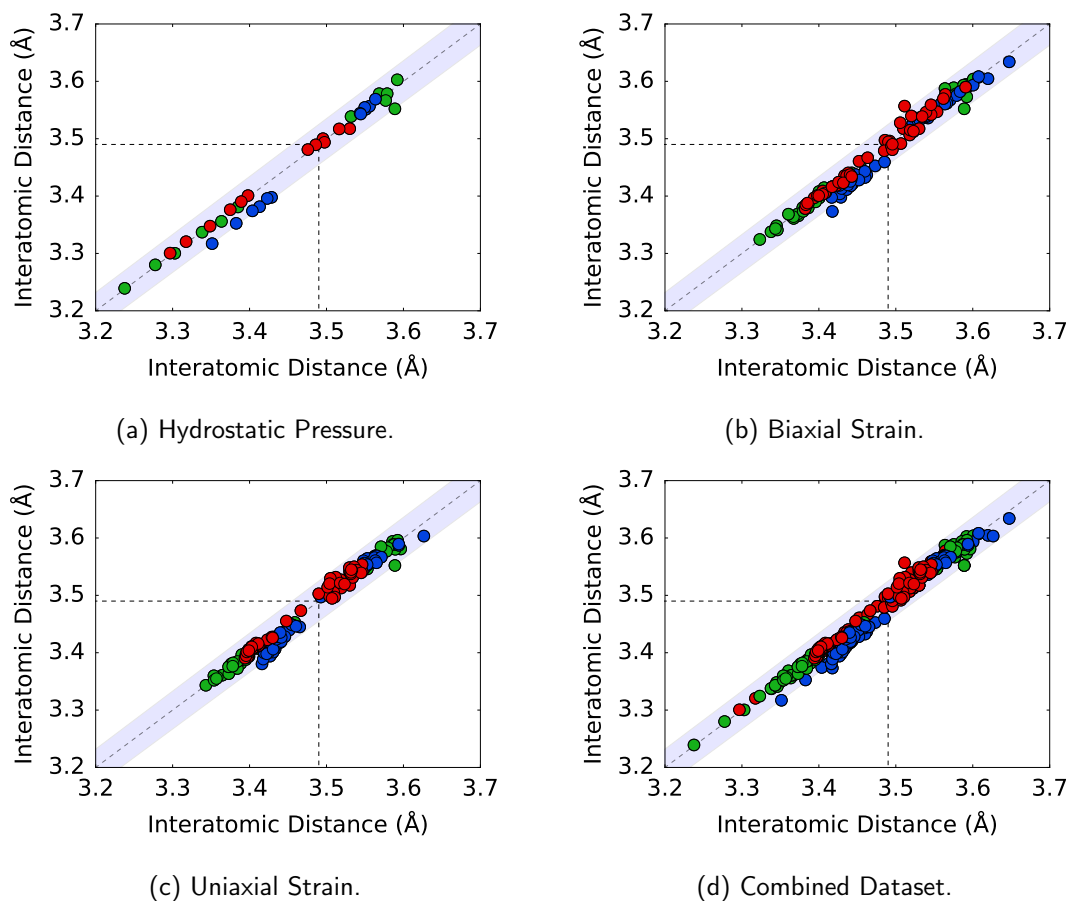 3.7
3.6
3.5
3.4
3.3
3.2
Interatomic Distance (Å)
3.2 3.3 3.4 3.5 3.6 3.7
Interatomic Distance (Å)
(a) Hydrostatic Pressure.
3.7
3.6
3.5
3.4
3.3
3.2
Interatomic Distance (Å)
3.2 3.3 3.4 3.5 3.6 3.7
Interatomic Distance (Å)
(b) Biaxial Strain.
3.7
3.6
3.5
3.4
3.3
3.2
Interatomic Distance (Å)
3.2 3.3 3.4 3.5 3.6 3.7
Interatomic Distance (Å)
(c) Uniaxial Strain.
3.7
3.6
3.5
3.4
3.3
3.2
Interatomic Distance (Å)
3.2 3.3 3.4 3.5 3.6 3.7
Interatomic Distance (Å)
(d) Combined Dataset.